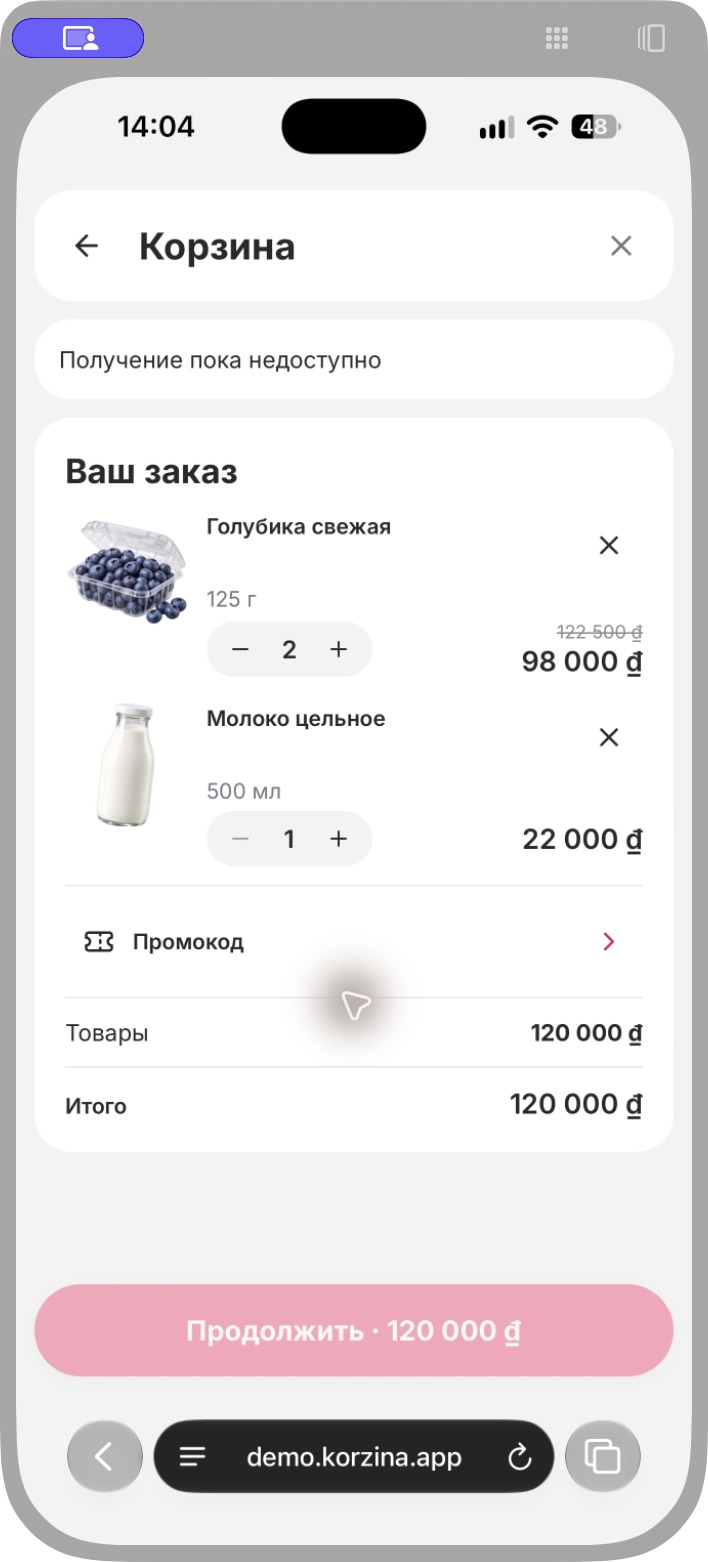 14:04
48
Корзина
Получение пока недоступно
Ваш заказ
Голубика свежая
125 г
122 500 ₫
2
98 000 ₫
Молоко цельное
500 мл
1
22 000 ₫
Промокод
Товары 120 000 ₫
Итого 120 000 ₫
Продолжить · 120 000 ₫
demo.korzina.app